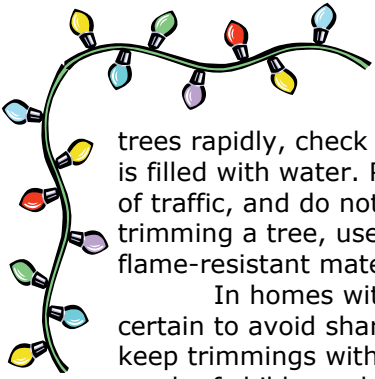 trees rapidly, check
is filled with water.
of traffic, and do not
trimming a tree, use
flame-resistant mate
In homes wit
certain to avoid shar
keep trimmings with